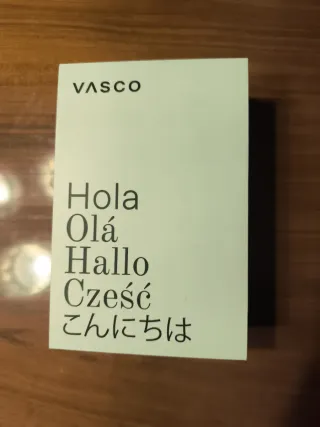 VASCO
Hola
Olá
Hallo
Cześć
こんにちは